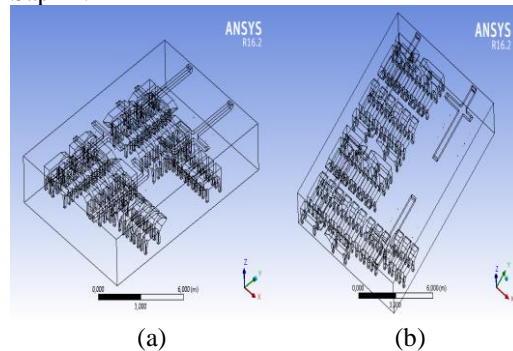 ANSYS
R16.2
Z
Y
X
0,000
6,000 (m)
3,000
ANSYS
R16.2
Z
Y
X
0,000
6,000 (m)
3,000
(a)
(b)